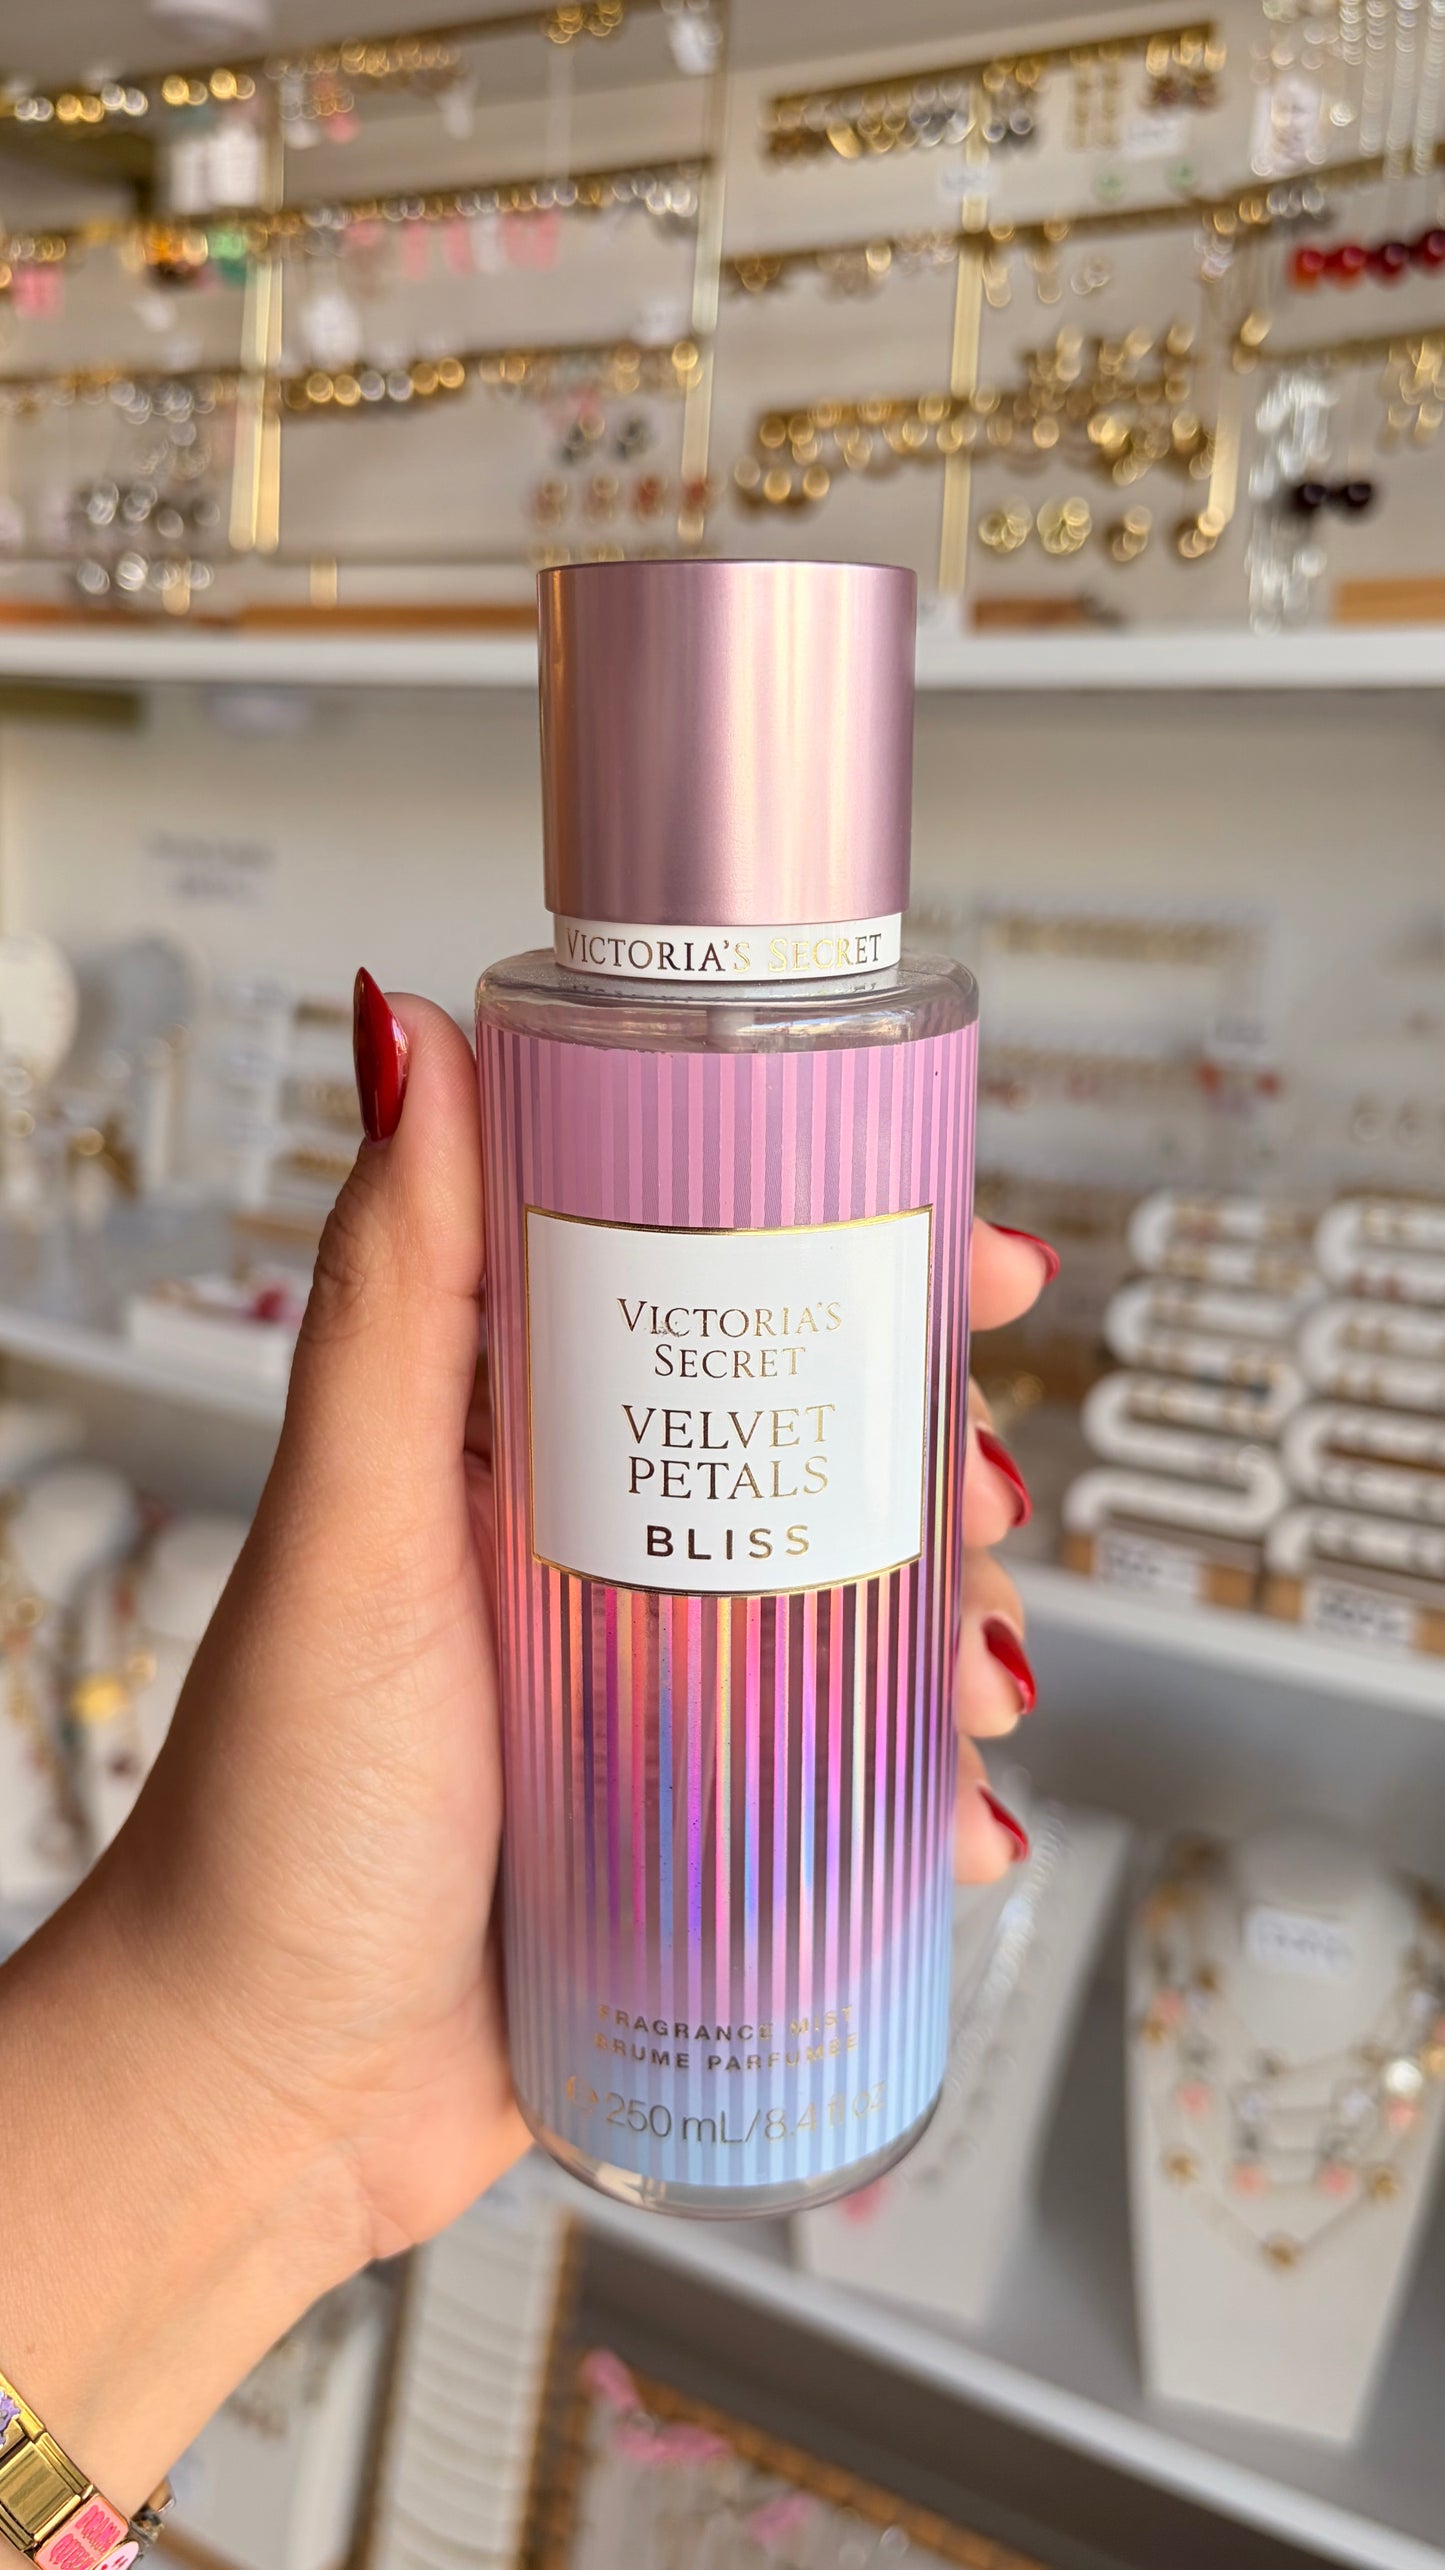 VICTORIA'S SECRET
VICTORIA'S
SECRET
VELVET
PETALS
BLISS
FRAGRANCE MIST
BRUME PARFUMÉE
℮ 250 mL/8.4 fl oz